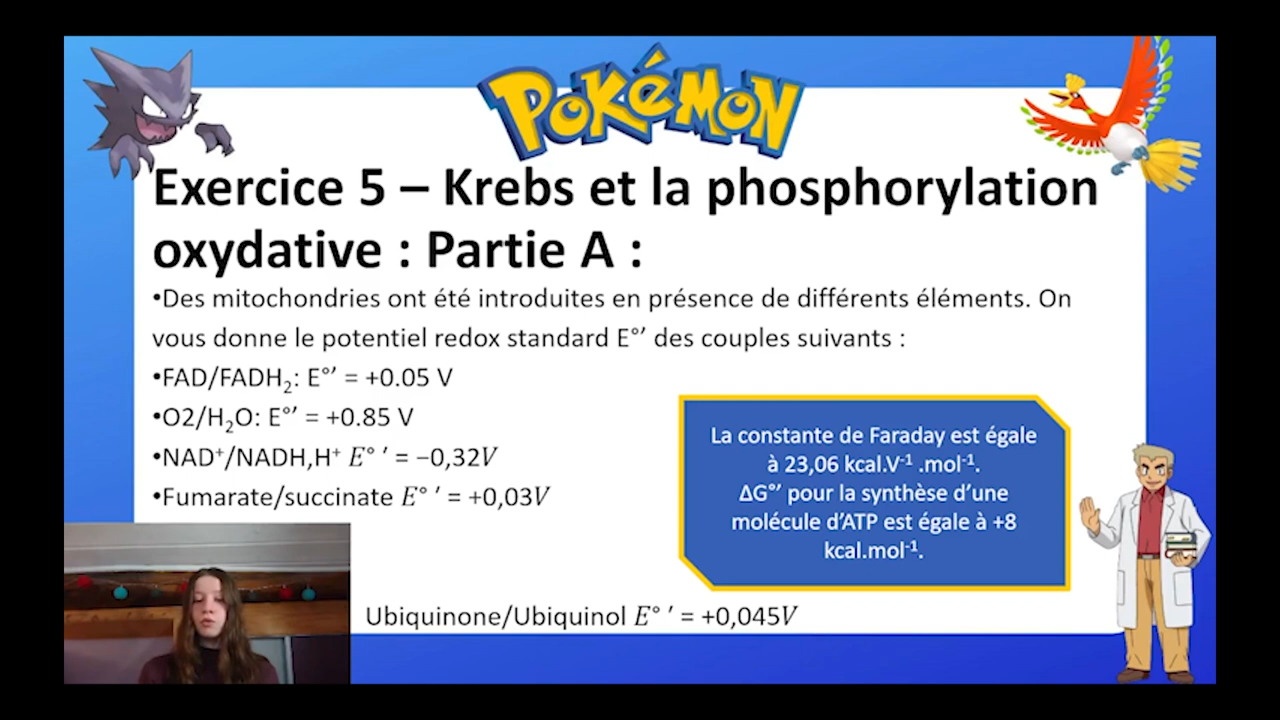 POKÉMON
Exercice 5 – Krebs et la phosphorylation
oxydative : Partie A :
•Des mitochondries ont été introduites en présence de différents éléments. On
vous donne le potentiel redox standard E°′ des couples suivants :
•FAD/FADH₂: E°′ = +0.05 V
•O2/H₂O: E°′ = +0.85 V
•NAD⁺/NADH,H⁺ E° ′ = −0,32V
•Fumarate/succinate E° ′ = +0,03V
La constante de Faraday est égale
à 23,06 kcal.V⁻¹ .mol⁻¹.
ΔG°′ pour la synthèse d’une
molécule d’ATP est égale à +8
kcal.mol⁻¹.
Ubiquinone/Ubiquinol E° ′ = +0,045V